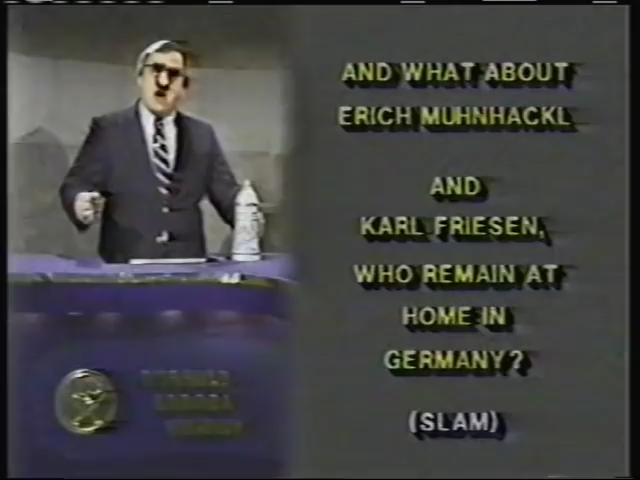 AND WHAT ABOUT
ERICH MUHNHACKL
AND
KARL FRIESEN,
WHO REMAIN AT
HOME IN
GERMANY?
(SLAM)